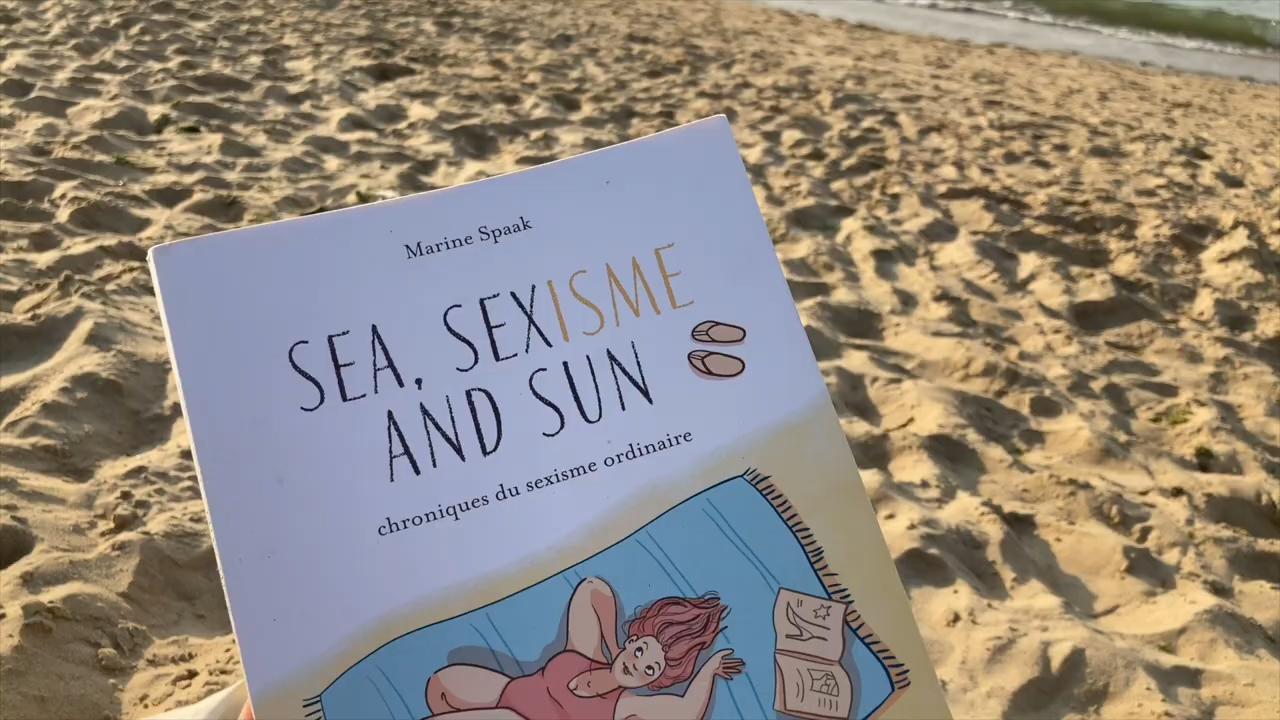 Marine Spaak
SEA, SEXISME
AND SUN
chroniques du sexisme ordinaire